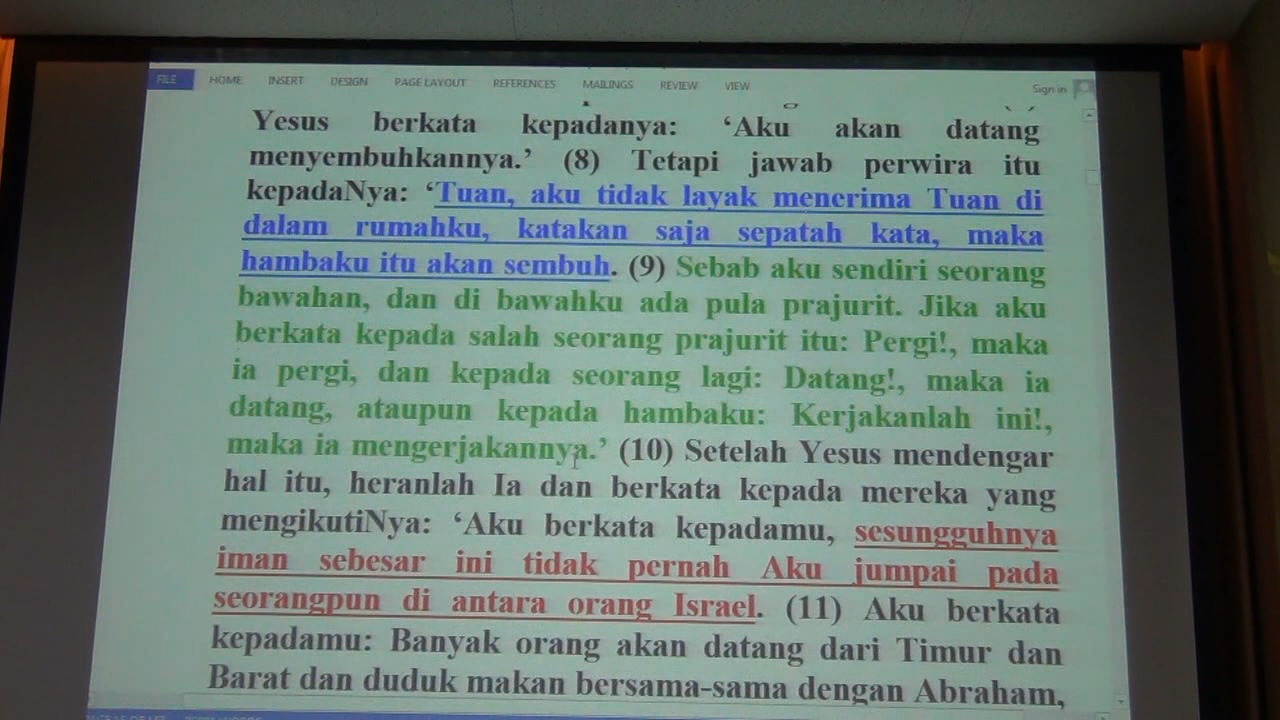 FILE HOME INSERT DESIGN PAGE LAYOUT REFERENCES MAILINGS REVIEW VIEW Sign in
Yesus berkata kepadanya: ‘Aku akan datang
menyembuhkannya.’ (8) Tetapi jawab perwira itu
kepadaNya: ‘Tuan, aku tidak layak menerima Tuan di
dalam rumahku, katakan saja sepatah kata, maka
hambaku itu akan sembuh. (9) Sebab aku sendiri seorang
bawahan, dan di bawahku ada pula prajurit. Jika aku
berkata kepada salah seorang prajurit itu: Pergi!, maka
ia pergi, dan kepada seorang lagi: Datang!, maka ia
datang, ataupun kepada hambaku: Kerjakanlah ini!,
maka ia mengerjakannya.’ (10) Setelah Yesus mendengar
hal itu, heranlah Ia dan berkata kepada mereka yang
mengikutiNya: ‘Aku berkata kepadamu, sesungguhnya
iman sebesar ini tidak pernah Aku jumpai pada
seorangpun di antara orang Israel. (11) Aku berkata
kepadamu: Banyak orang akan datang dari Timur dan
Barat dan duduk makan bersama-sama dengan Abraham,